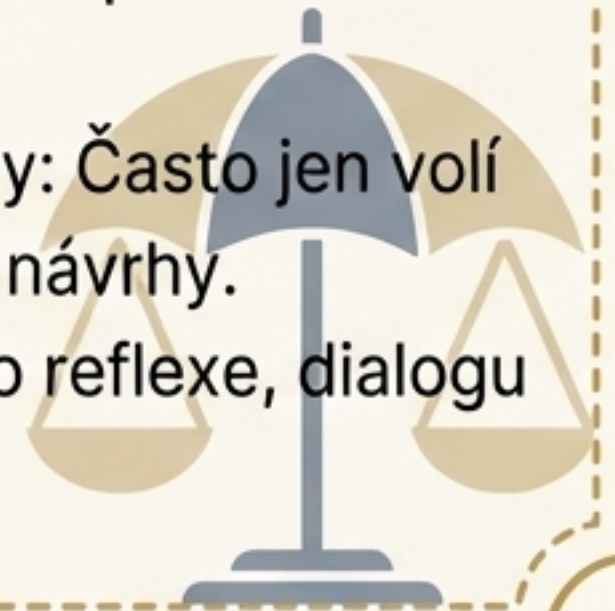 y: Často jen volí
návrhy.
o reflexe, dialogu